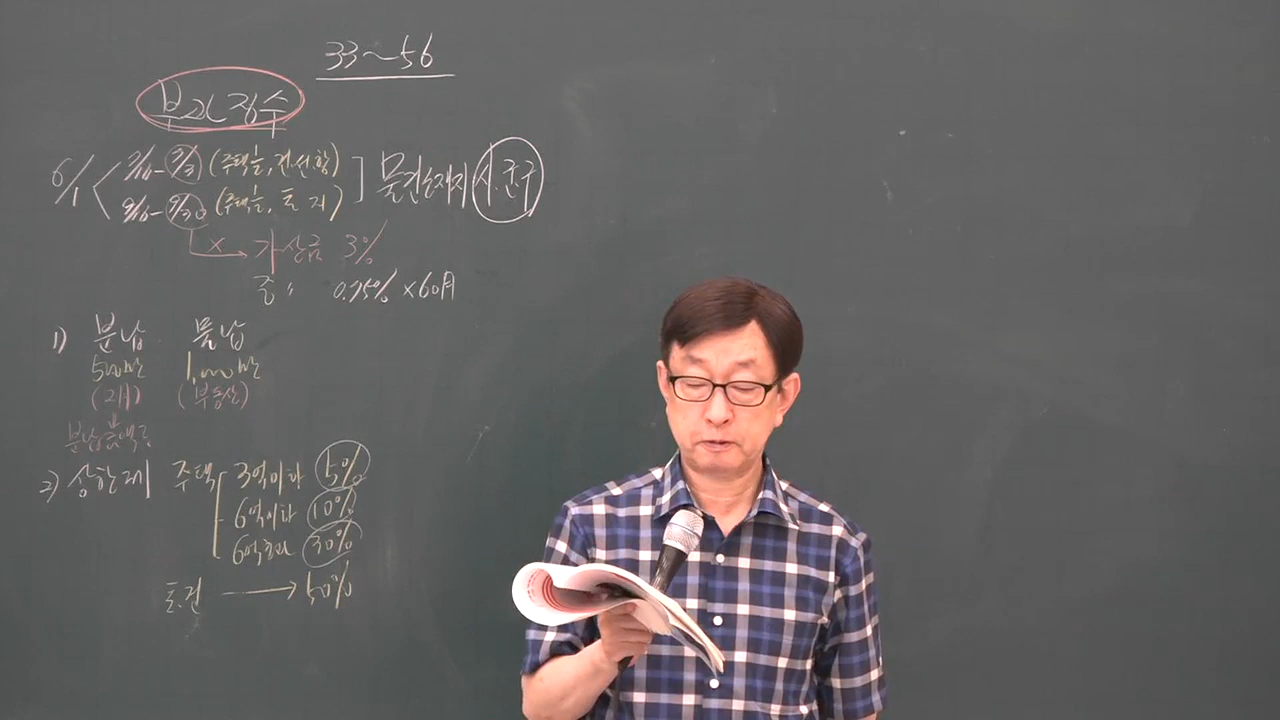 33~56
부과징수
6/1 < 7/16-7/31 (주택½, 건.선.항)
9/16-9/30 (주택½, 토지) ] 물건소재지 시.군.구
x→ 가산금 3%
중 〃 0.75% × 60月
1) 분납 물납
500만 1,000만
(2개月) (부동산)
분납
2) 상한제 주택 3억이하 5%
6억이하 10%
6억초과 30%
토.건 → 50%